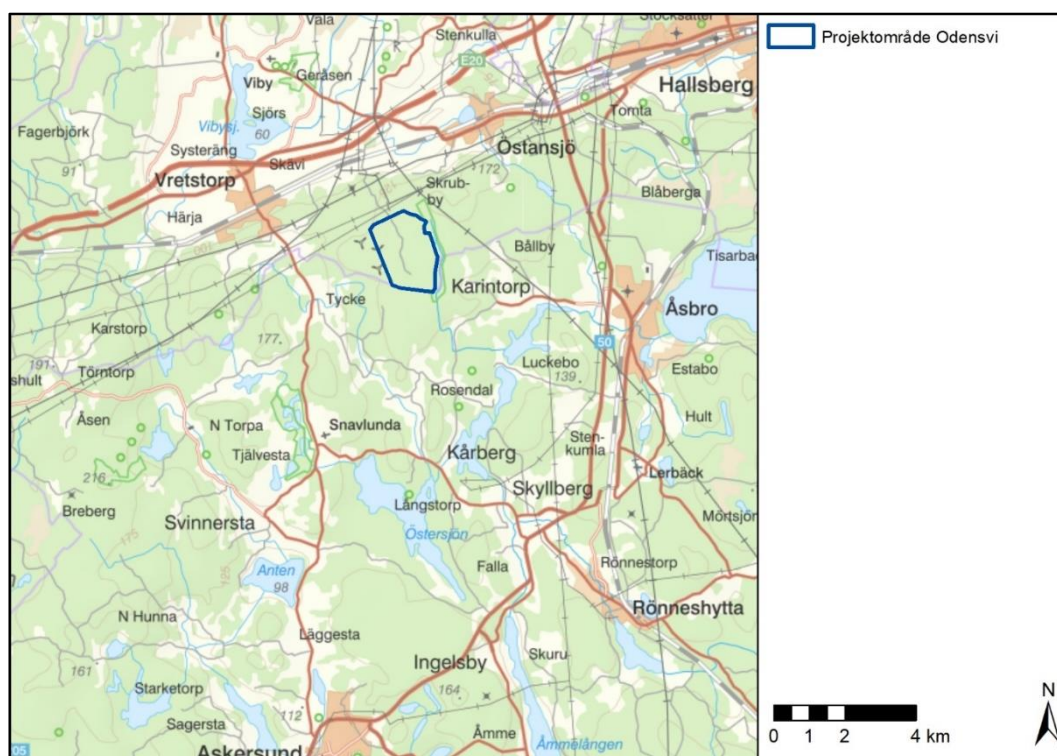 Vala
Stenkulla
Stocksätter
Projektområde Odensvi
E20
Viby
Geråsen
Hallsberg
Sjörs
Tornta
Fagerbjörk
Vibysj.
60
Systeräng
Östansjö
91
Skävi
172
Vretstorp
Skrub-
by
Blåberga
Härja
Bållby
Tisarba
Karintorp
Tycke
Åsbro
Karstorp
177
50
191
Luckebo
Estabo
shult
Törntorp
139
Rosendal
Åsen
N Torpa
Snavlunda
Hult
Sten-
kumla
Tjälvesta
Kårberg
Lerbäck
216
Skyllberg
Breberg
Långstorp
Mörtsjön
Svinnersta
175
Östersjön
125
Anten
98
Falla
Rönnestorp
N Hunna
Rönneshytta
Läggesta
Ingelsby
Skuru
161
Starketorp
164
N
112
0 1 2 4 km
Sagersta
Åmme
05
Askersund
Åmmelången